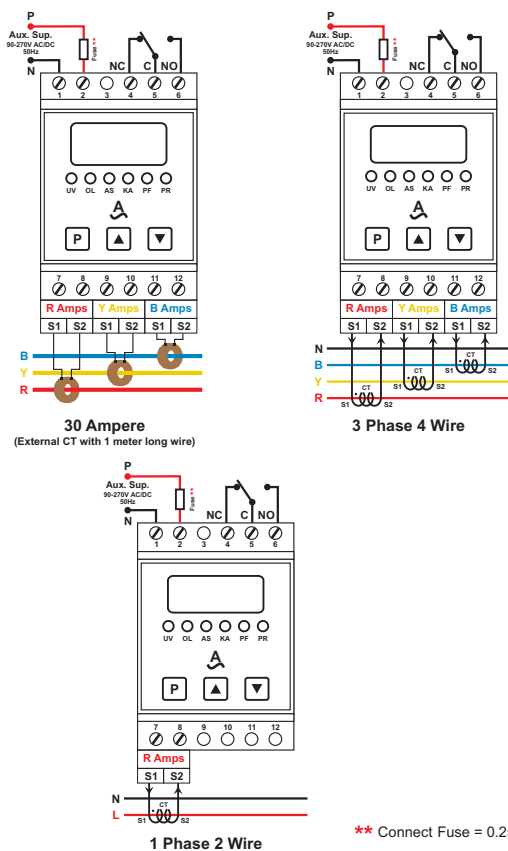 P
Aux. Sup.
90-270V AC/DC
50Hz
N
Fuse **
NC C NO
1 2 3 4 5 6
UV OL AS KA PF PR
A
P
7 8 9 10 11 12
R Amps Y Amps B Amps
S1 S2 S1 S2 S1 S2
B
Y
R
30 Ampere
(External CT with 1 meter long wire)
P
Aux. Sup.
90-270V AC/DC
50Hz
N
Fuse **
NC C NO
1 2 3 4 5 6
UV OL AS KA PF PR
A
P
7 8 9 10 11 12
R Amps Y Amps B Amps
S1 S2 S1 S2 S1 S2
N
B
Y
R
S1 CT S2
S1 CT S2
S1 CT S2
3 Phase 4 Wire
P
Aux. Sup.
90-270V AC/DC
50Hz
N
Fuse **
NC C NO
1 2 3 4 5 6
UV OL AS KA PF PR
A
P
7 8 9 10 11 12
R Amps
S1 S2
N
L
S1 CT S2
1 Phase 2 Wire
** Connect Fuse = 0.2